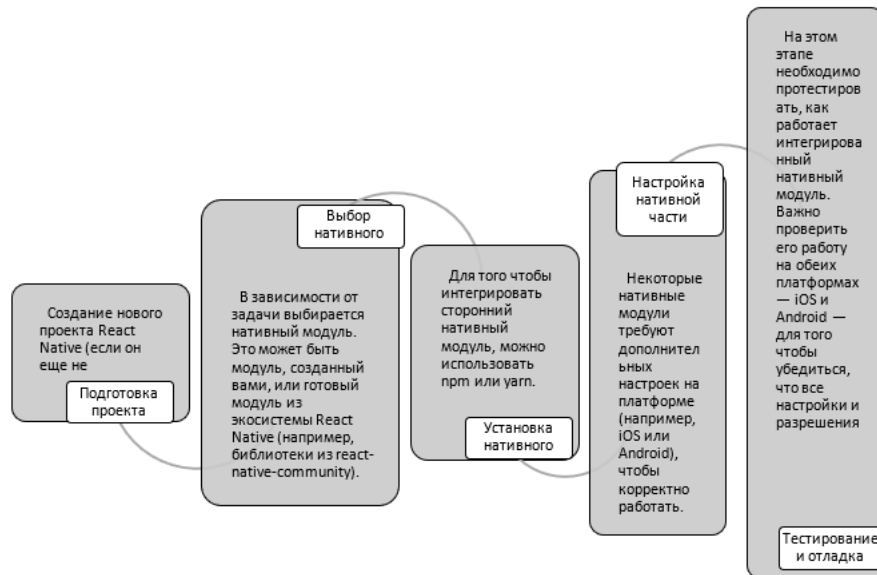 Создание нового
проекта React
Native (если он
еще не
Подготовка
проекта
Выбор
нативного
В зависимости от
задачи выбирается
нативный модуль.
Это может быть
модуль, созданный
вами, или готовый
модуль из
экосистемы React
Native (например,
библиотеки из react-
native-community).
Для того чтобы
интегрировать
сторонний
нативный
модуль, можно
использовать
npm или yarn.
Установка
нативного
Настройка
нативной
части
Некоторые
нативные
модули
требуют
дополнител
ьных
настроек на
платформе
(например,
iOS или
Android),
чтобы
корректно
работать.
На этом
этапе
необходимо
протестиров
ать, как
работает
интегрирова
нный
нативный
модуль.
Важно
проверить
его работу
на обеих
платформах
— iOS и
Android —
для того
чтобы
убедиться,
что все
настройки и
разрешения
Тестирование
и отладка